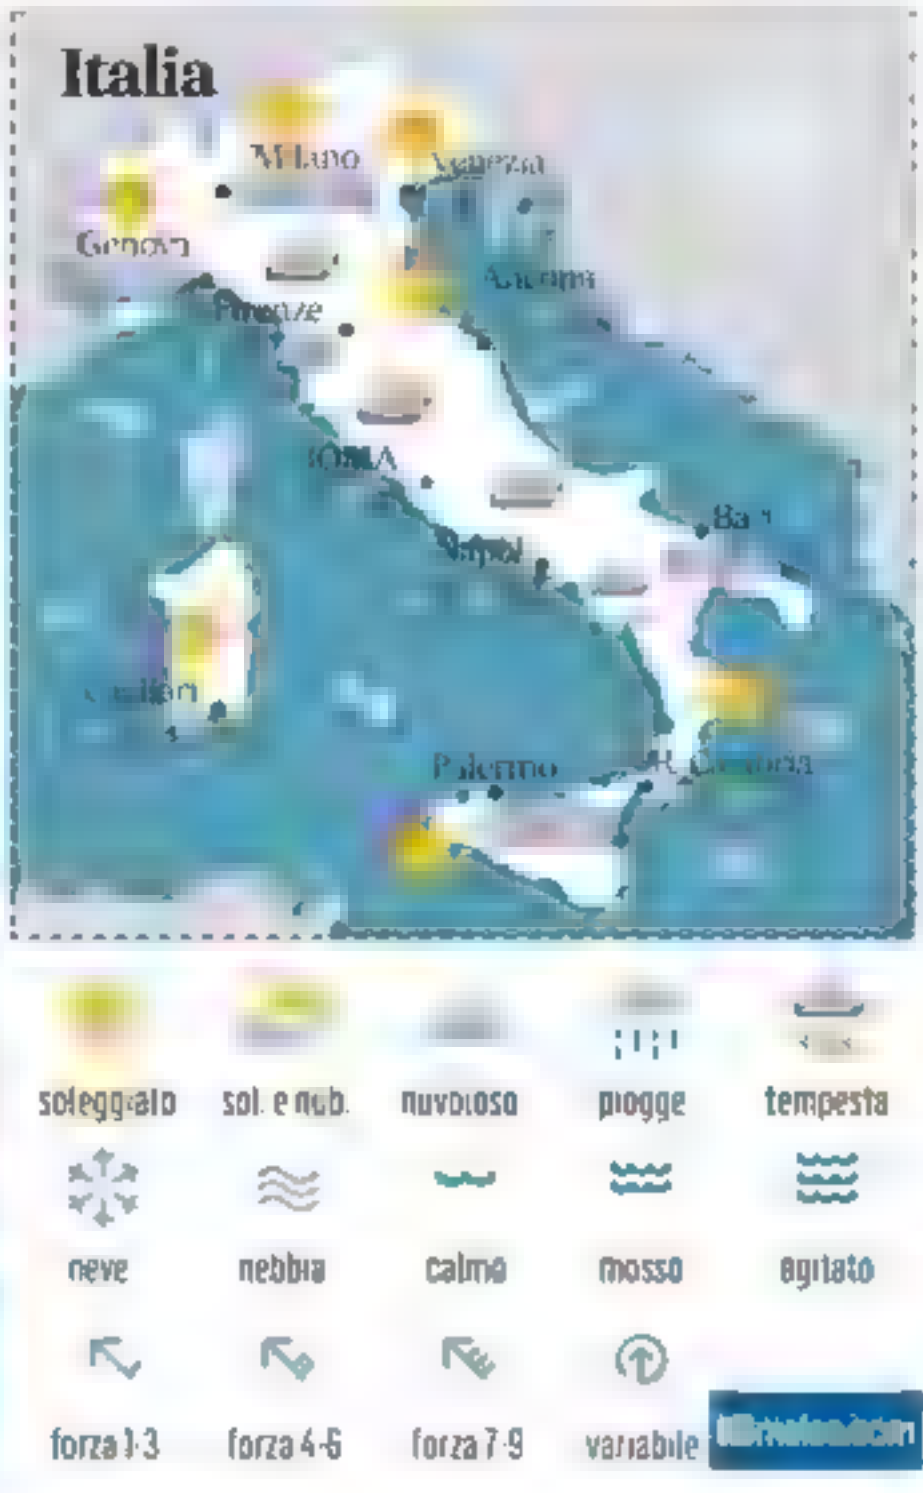 Italia
Milano
Venezia
Genova
Ancona
Firenze
ROMA
Bari
Napoli
Cagliari
Palermo
R. Calabria
soleggiato sol. e nub. nuvoloso piogge tempesta
neve nebbia calmo mosso agitato
forza 1-3 forza 4-6 forza 7-9 variabile